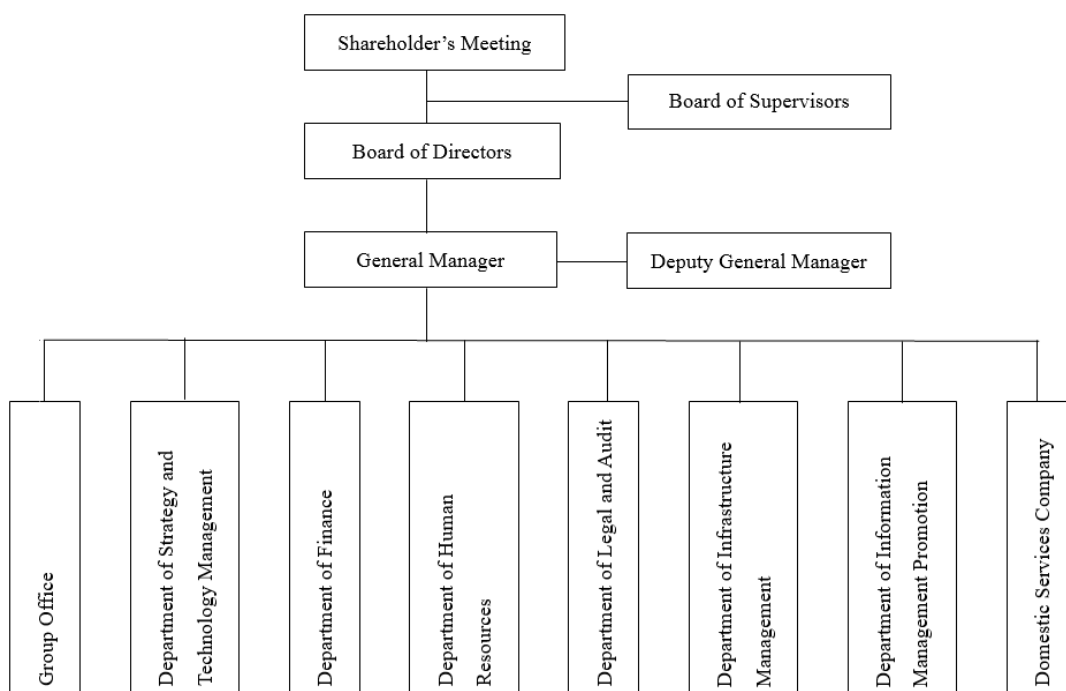 Shareholder’s Meeting
Board of Supervisors
Board of Directors
General Manager
Deputy General Manager
Group Office
Department of Strategy and
Technology Management
Department of Finance
Department of Human
Resources
Department of Legal and Audit
Department of Infrastructure
Management
Department of Information
Management Promotion
Domestic Services Company